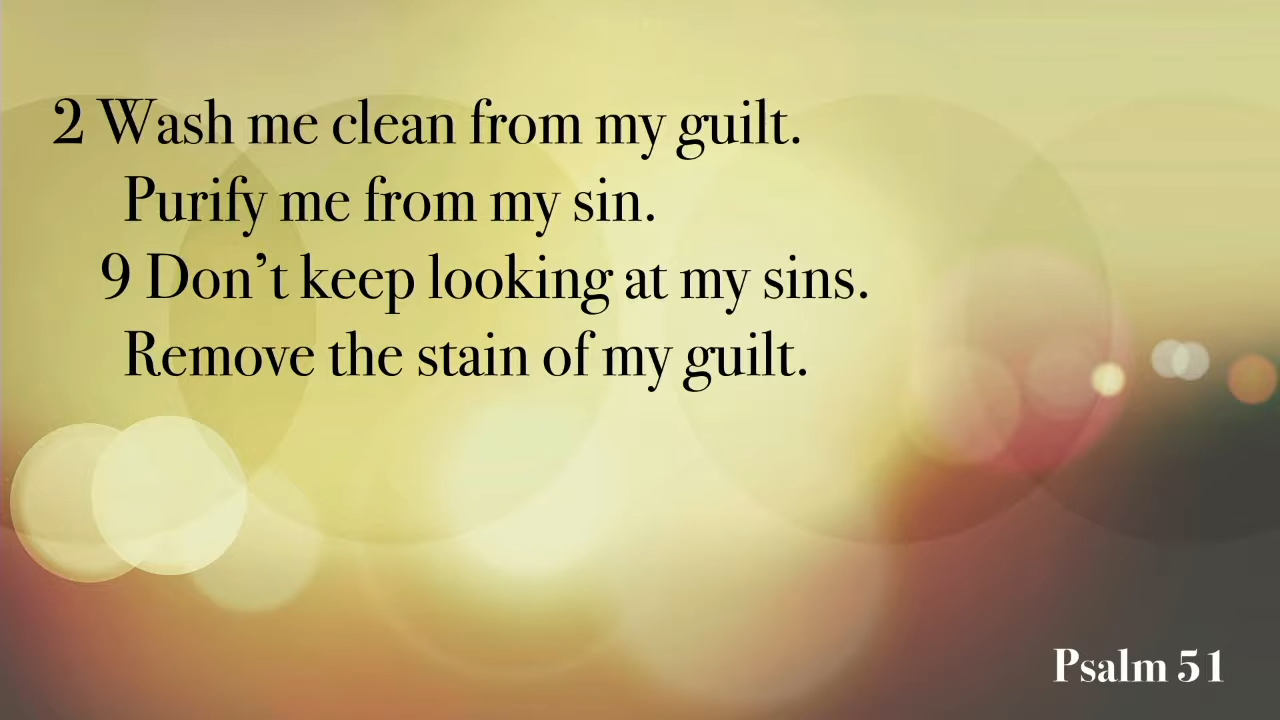 2 Wash me clean from my guilt.
Purify me from my sin.
9 Don’t keep looking at my sins.
Remove the stain of my guilt.
Psalm 51